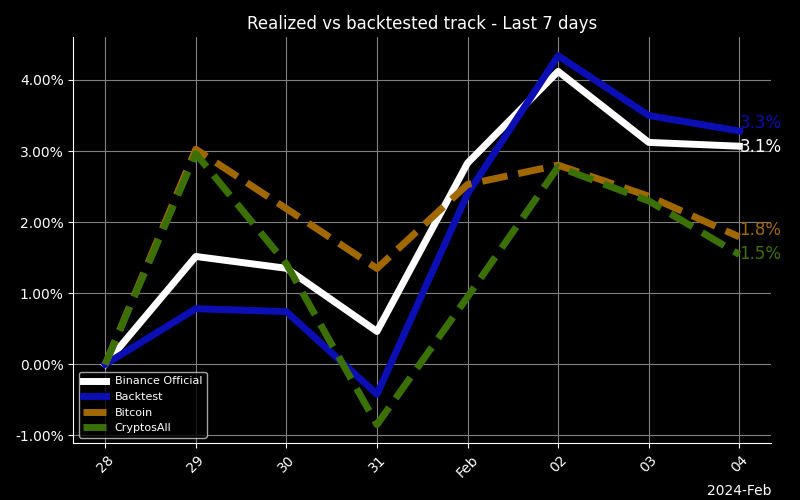 Realized vs backtested track - Last 7 days
4.00%
3.00%
2.00%
1.00%
0.00%
-1.00%
3.3%
3.1%
1.8%
1.5%
Binance Official
Backtest
Bitcoin
CryptosAll
28
29
30
31
Feb
02
03
04
2024-Feb